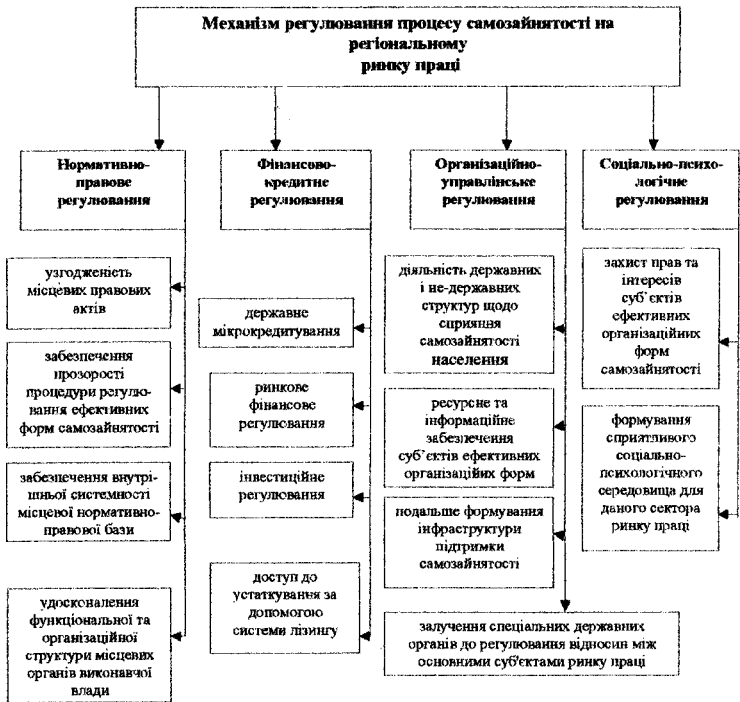 Механізм регулювання процесу самозайнятості на
регіональному
ринку праці
Нормативно-
правове
регулювання
Фінансово-
кредитне
регулювання
Організаційно-
управлінське
регулювання
Соціально-психо-
логічне
регулювання
узгодженість
місцевих правових
актів
забезпечення
прозорості
процедури регулю-
вання ефективних
форм самозайнятості
забезпечення внутрі-
шньої системності
місцевої нормативно-
правової бази
удосконалення
функціональної та
організаційної
структури місцевих
органів виконавчої
влади
державне
мікрокредитування
ринкове
фінансове
регулювання
інвестиційне
регулювання
доступ до
устаткування за
допомогою
системи лізингу
діяльність державних
і не-державних
структур щодо
сприяння
самозайнятості
населення
ресурсне та
інформаційне
забезпечення
суб'єктів ефективних
організаційих форм
подальше формування
інфраструктури
підтримки
самозайнятості
залучення спеціальних державних
органів до регулювання відносин між
основними суб'єктами ринку праці
захист прав та
інтересів
суб'єктів
ефективних
організаційних
форм
самозайнятості
формування
сприятливого
соціально-
психологічного
середовища для
даного сектора
ринку праці